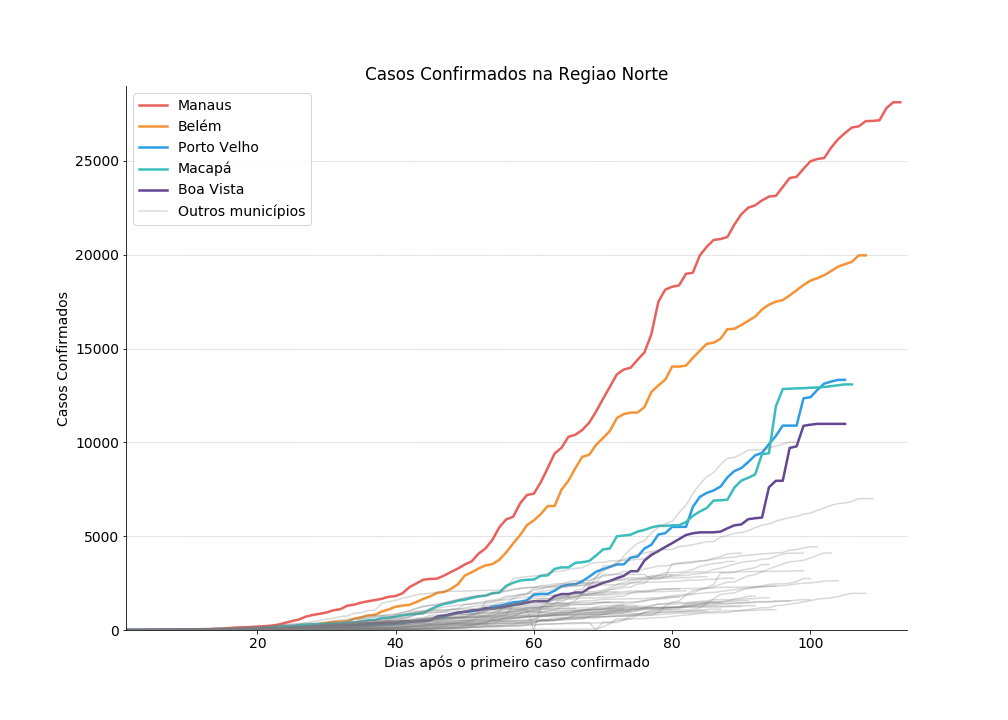 Casos Confirmados na Regiao Norte
Manaus
Belém
Porto Velho
Macapá
Boa Vista
Outros municípios
Casos Confirmados
25000
20000
15000
10000
5000
0
20
40
60
80
100
Dias após o primeiro caso confirmado